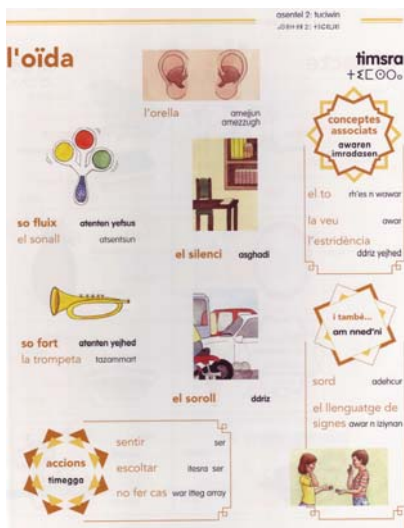 asentel 2: tuciwin
l'oïda
timsra
ⵜⵉⵎⵙⵔⴰ
l'orella
amejjun
amezzugh
conceptes
associats
awaren
imradasen
el to rh'es n wawar
la veu awar
l'estridència
ddriz yejhed
so fluix atenten yefsus
el sonall atsentsun
el silenci asghadi
so fort atenten yejhed
la trompeta tazammart
el soroll ddriz
i també...
am nned'ni
sord adehcur
el llenguatge de
signes awar n iziynan
accions
timegga
sentir ser
escoltar itesra ser
no fer cas war itteg array